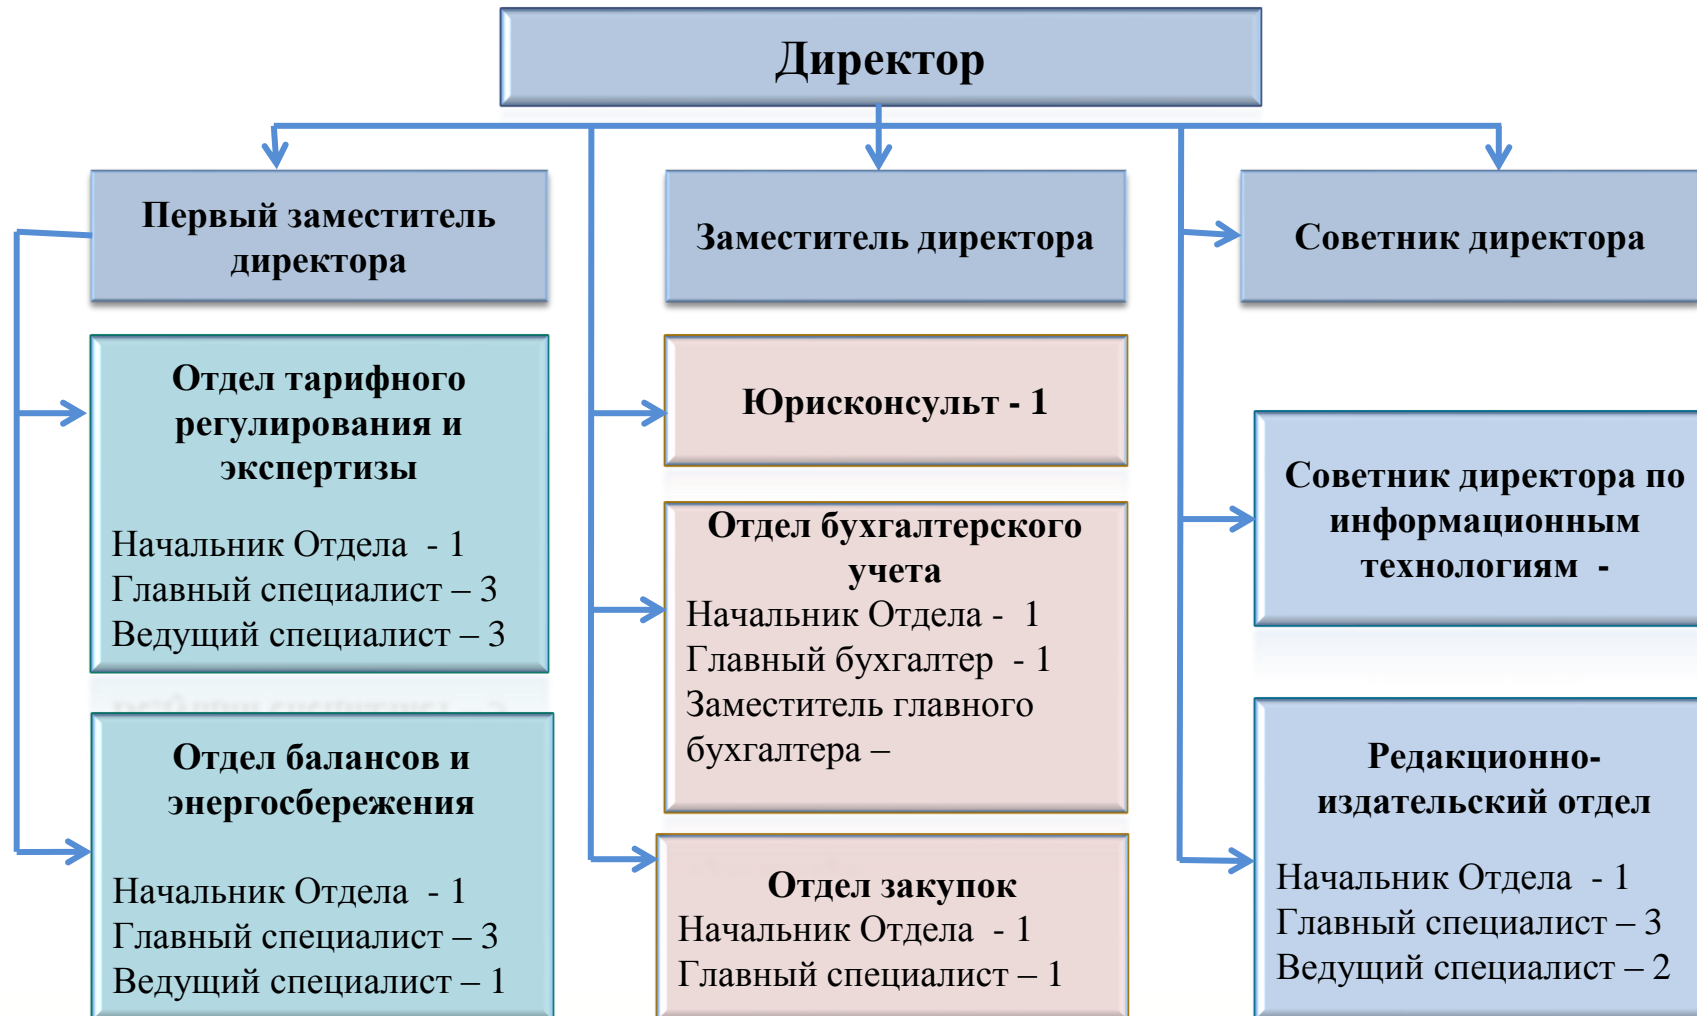 Директор
Первый заместитель
директора
Заместитель директора
Советник директора
Отдел тарифного
регулирования и
экспертизы
Начальник Отдела - 1
Главный специалист – 3
Ведущий специалист – 3
Отдел балансов и
энергосбережения
Начальник Отдела - 1
Главный специалист – 3
Ведущий специалист – 1
Юрисконсульт - 1
Отдел бухгалтерского
учета
Начальник Отдела - 1
Главный бухгалтер - 1
Заместитель главного
бухгалтера –
Отдел закупок
Начальник Отдела - 1
Главный специалист – 1
Советник директора по
информационным
технологиям -
Редакционно-
издательский отдел
Начальник Отдела - 1
Главный специалист – 3
Ведущий специалист – 2